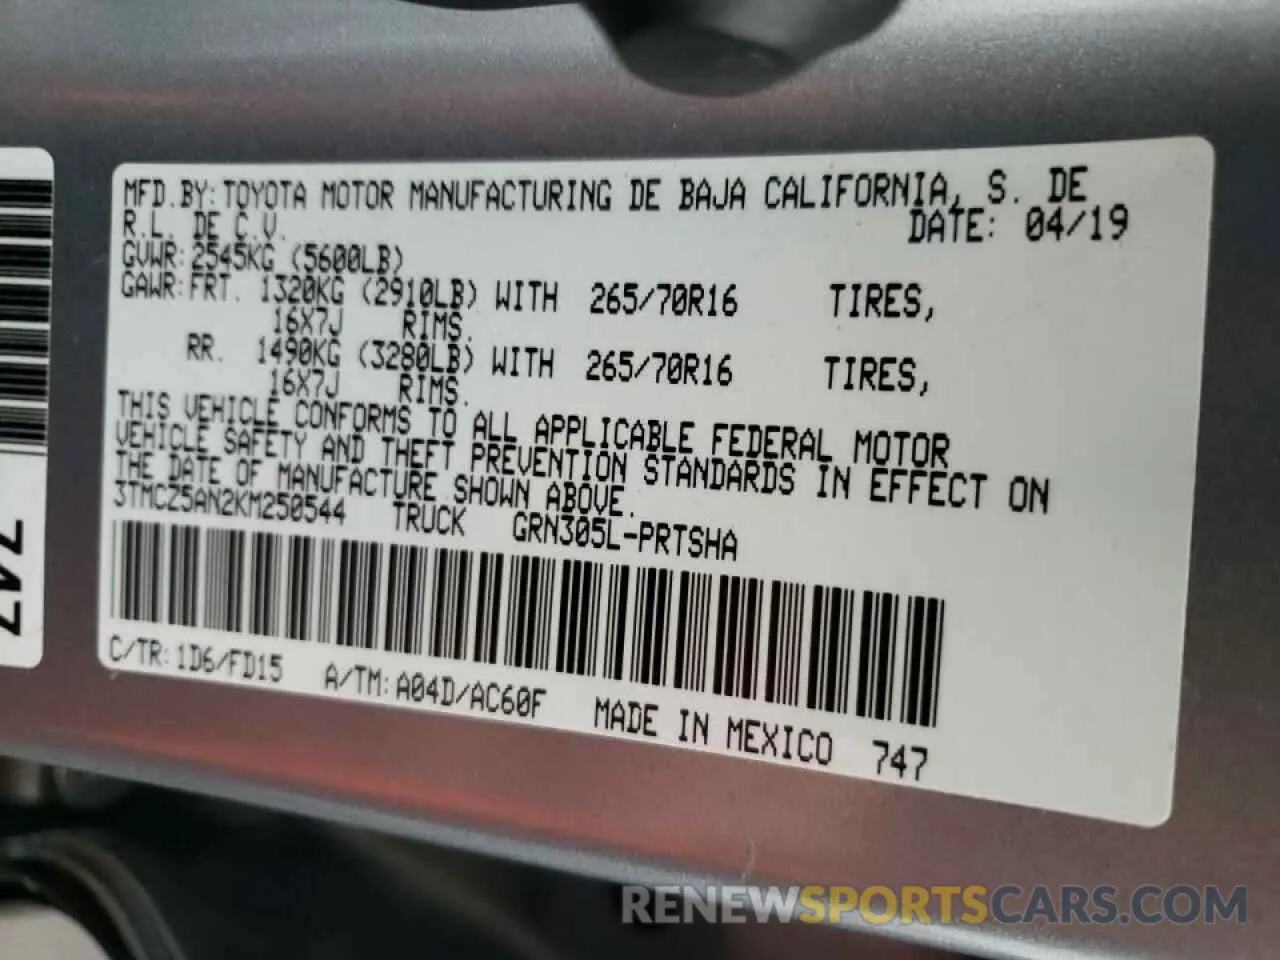 MFD.BY: TOYOTA MOTOR MANUFACTURING DE BAJA CALIFORNIA, S. DE
R.L. DE C.V. DATE: 04/19
GVWR: 2545KG (5600LB)
GAWR: FRT. 1320KG (2910LB) WITH 265/70R16 TIRES,
16X7J RIMS.
RR. 1490KG (3280LB) WITH 265/70R16 TIRES,
16X7J RIMS.
THIS VEHICLE CONFORMS TO ALL APPLICABLE FEDERAL MOTOR
VEHICLE SAFETY AND THEFT PREVENTION STANDARDS IN EFFECT ON
THE DATE OF MANUFACTURE SHOWN ABOVE.
3TMCZ5AN2KM250544 TRUCK GRN305L-PRTSHA
C/TR: 1D6/FD15 A/TM: A04D/AC60F MADE IN MEXICO 747
747
RENEWSPORTSCARS.COM